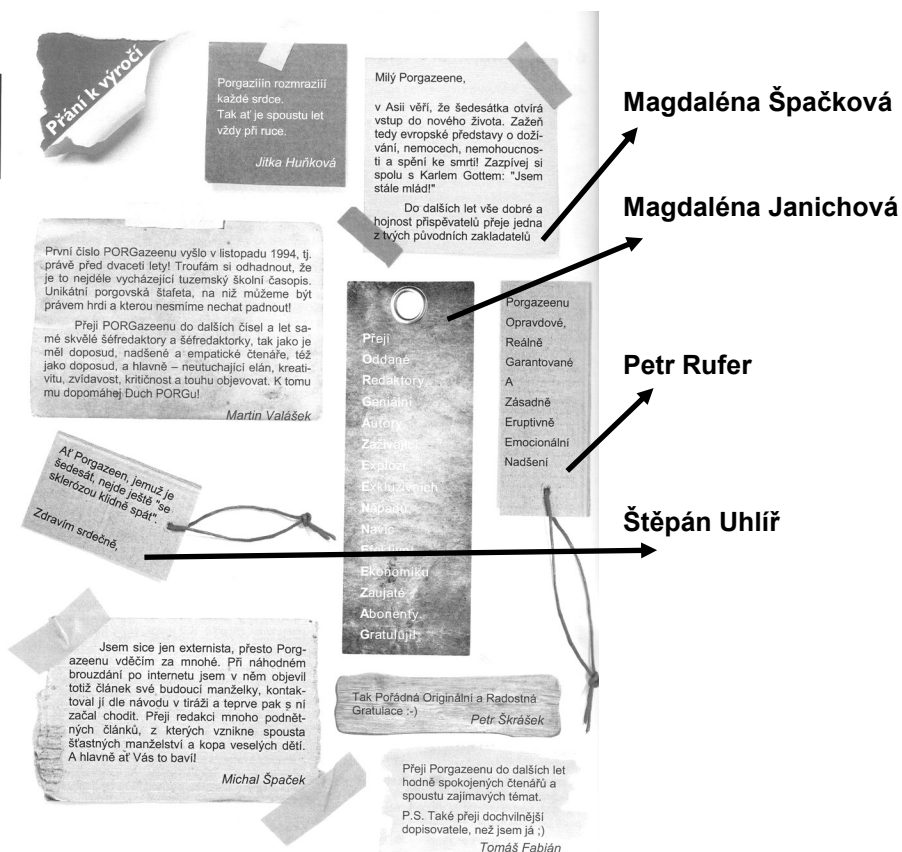 Přání k výročí
Porgaziiín rozmraziíí
každé srdce.
Tak ať je spoustu let
vždy při ruce.
Jitka Huňková
Milý Porgazeene,
v Asii věří, že šedesátka otvírá
vstup do nového života. Zažeň
tedy evropské představy o doží-
vání, nemocech, nemohoucnos-
ti a spění ke smrti! Zazpívej si
spolu s Karlem Gottem: "Jsem
stále mlád!"
Do dalších let vše dobré a
hojnost přispěvatelů přeje jedna
z tvých původních zakladatelů
Magdaléna Špačková
Magdaléna Janichová
Petr Rufer
Štěpán Uhlíř
První číslo PORGazeenu vyšlo v listopadu 1994, tj.
právě před dvaceti lety! Troufám si odhadnout, že
je to nejdéle vycházející tuzemský školní časopis.
Unikátní porgovská štafeta, na niž můžeme být
právem hrdi a kterou nesmíme nechat padnout!
Přeji PORGazeenu do dalších čísel a let sa-
mé skvělé šéfredaktory a šéfredaktorky, tak jako je
měl doposud, nadšené a empatické čtenáře, též
jako doposud, a hlavně – neutuchající elán, kreati-
vitu, zvídavost, kritičnost a touhu objevovat. K tomu
mu dopomáhej Duch PORGu!
Martin Valášek
Přeji
Oddané
Redaktory,
Geniální
Autory
Zažívající
Explozi
Exkluzivních
Nápadů,
Navíc
Efektivní
Ekonomiku
Zaujaté
Abonenty.
Gratuluji!
Porgazeenu
Opravdové,
Reálně
Garantované
A
Zásadně
Eruptivně
Emocionální
Nadšení
Ať Porgazeen, jemuž je
šedesát, nejde ještě "se
sklerózou klidně spát".
Zdravím srdečně,
Jsem sice jen externista, přesto Porg-
azeenu vděčím za mnohé. Při náhodném
brouzdání po internetu jsem v něm objevil
totiž článek své budoucí manželky, kontak-
toval jí dle návodu v tiráži a teprve pak s ní
začal chodit. Přeji redakci mnoho podnět-
ných článků, z kterých vznikne spousta
šťastných manželství a kopa veselých dětí.
A hlavně ať Vás to baví!
Michal Špaček
Tak Pořádná Originální a Radostná
Gratulace :-)
Petr Škrášek
Přeji Porgazeenu do dalších let
hodně spokojených čtenářů a
spoustu zajímavých témat.
P.S. Také přeji dochvilnější
dopisovatele, než jsem já ;)
Tomáš Fabián